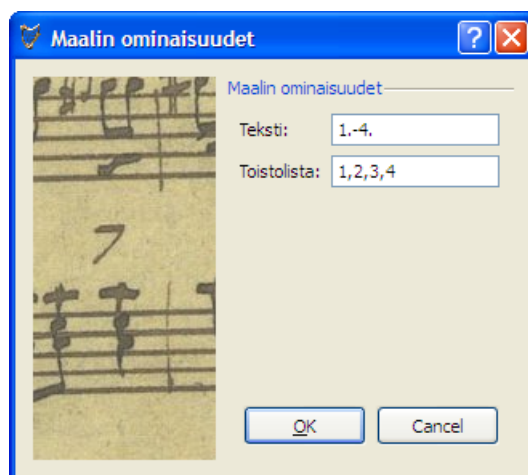 Maalin ominaisuudet
Maalin ominaisuudet
Teksti: 1.-4.
Toistolista: 1,2,3,4
7
OK Cancel